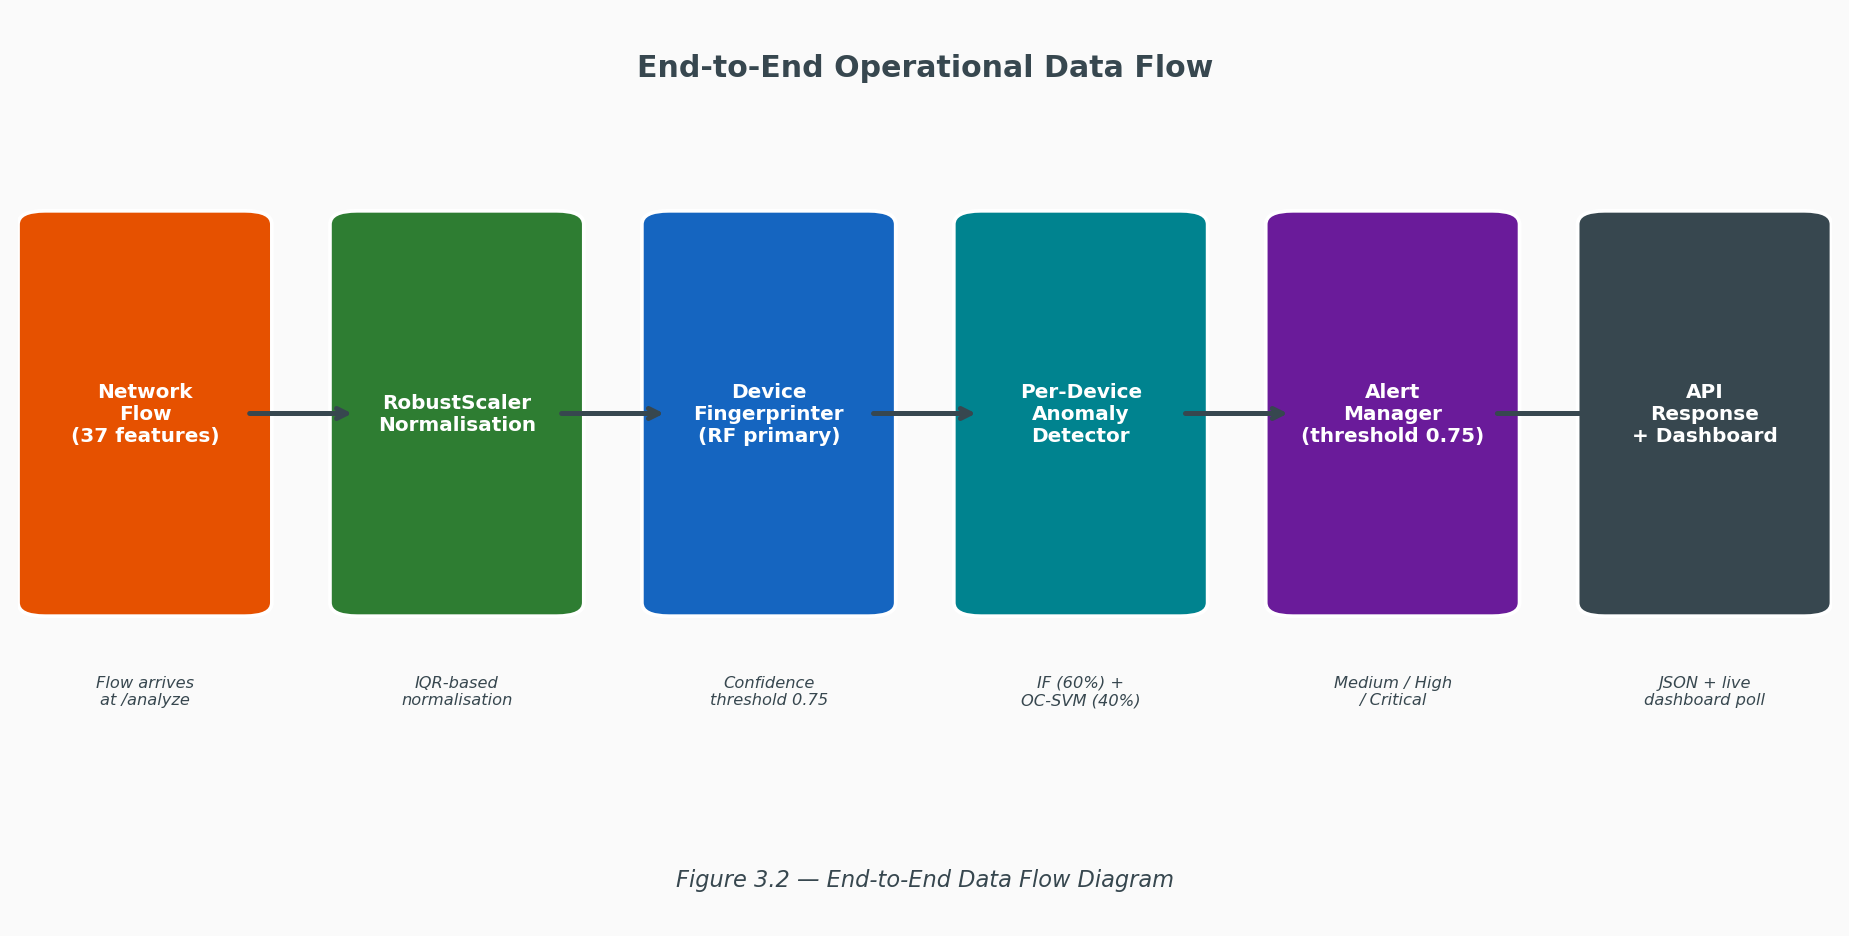 End-to-End Operational Data Flow
Network
Flow
(37 features)
RobustScaler
Normalisation
Device
Fingerprinter
(RF primary)
Per-Device
Anomaly
Detector
Alert
Manager
(threshold 0.75)
API
Response
+ Dashboard
Flow arrives
at /analyze
IQR-based
normalisation
Confidence
threshold 0.75
IF (60%) +
OC-SVM (40%)
Medium / High
/ Critical
JSON + live
dashboard poll
Figure 3.2 — End-to-End Data Flow Diagram